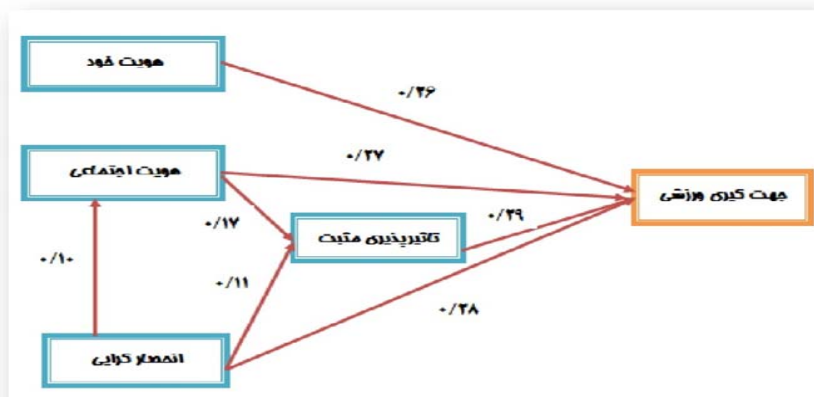 هویت خود
۰/۲۶
هویت اجتماعی
۰/۲۷
جهت گیری ورزشی
۰/۱۷
تاثیرپذیری مثبت
۰/۲۹
۰/۱۰
۰/۱۱
۰/۲۸
انحصار گرایی